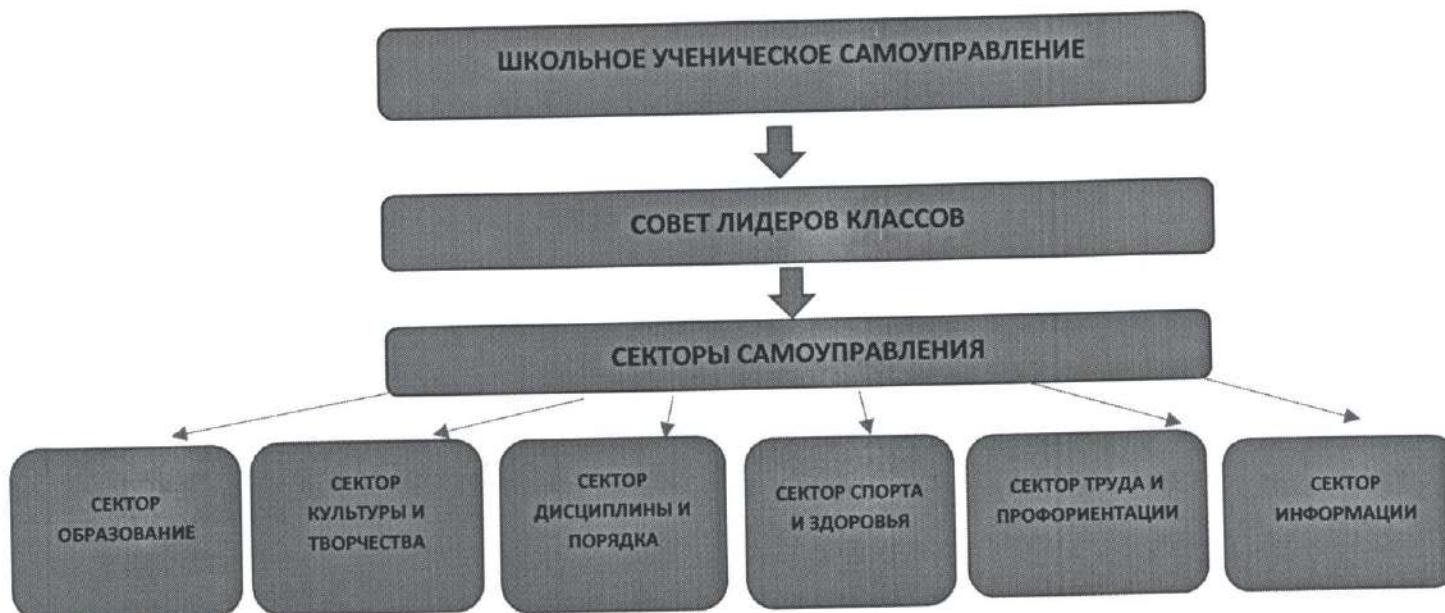 ШКОЛЬНОЕ УЧЕНИЧЕСКОЕ САМОУПРАВЛЕНИЕ
СОВЕТ ЛИДЕРОВ КЛАССОВ
СЕКТОРЫ САМОУПРАВЛЕНИЯ
СЕКТОР
ОБРАЗОВАНИЕ
СЕКТОР
КУЛЬТУРЫ И
ТВОРЧЕСТВА
СЕКТОР
ДИСЦИПЛИНЫ И
ПОРЯДКА
СЕКТОР СПОРТА
И ЗДОРОВЬЯ
СЕКТОР ТРУДА И
ПРОФОРИЕНТАЦИИ
СЕКТОР
ИНФОРМАЦИИ